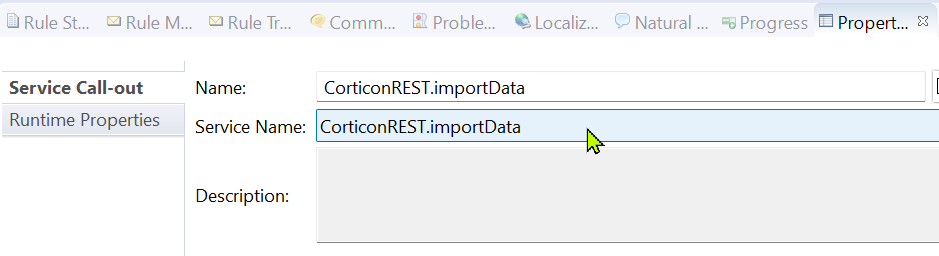 Rule St... Rule M... Rule Tr... Comm... Proble... Localiz... Natural ... Progress Propert...
Service Call-out
Runtime Properties
Name: CorticonREST.importData
Service Name: CorticonREST.importData
Description: